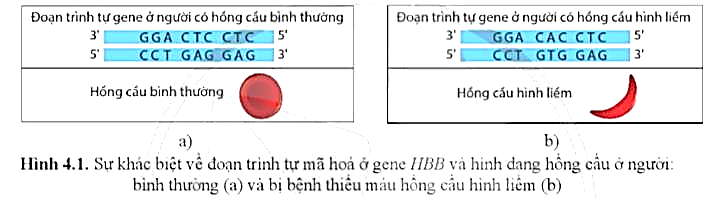 Đoạn trình tự gene ở người có hồng cầu bình thường
3' GGA CTC CTC 5'
5' CCT GAG GAG 3'
Hồng cầu bình thường
a)
Đoạn trình tự gene ở người có hồng cầu hình liềm
3' GGA CAC CTC 5'
5' CCT GTG GAG 3'
Hồng cầu hình liềm
b)
Hình 4.1. Sự khác biệt về đoạn trình tự mã hoá ở gene HBB và hình dạng hồng cầu ở người:
bình thường (a) và bị bệnh thiếu máu hồng cầu hình liềm (b)